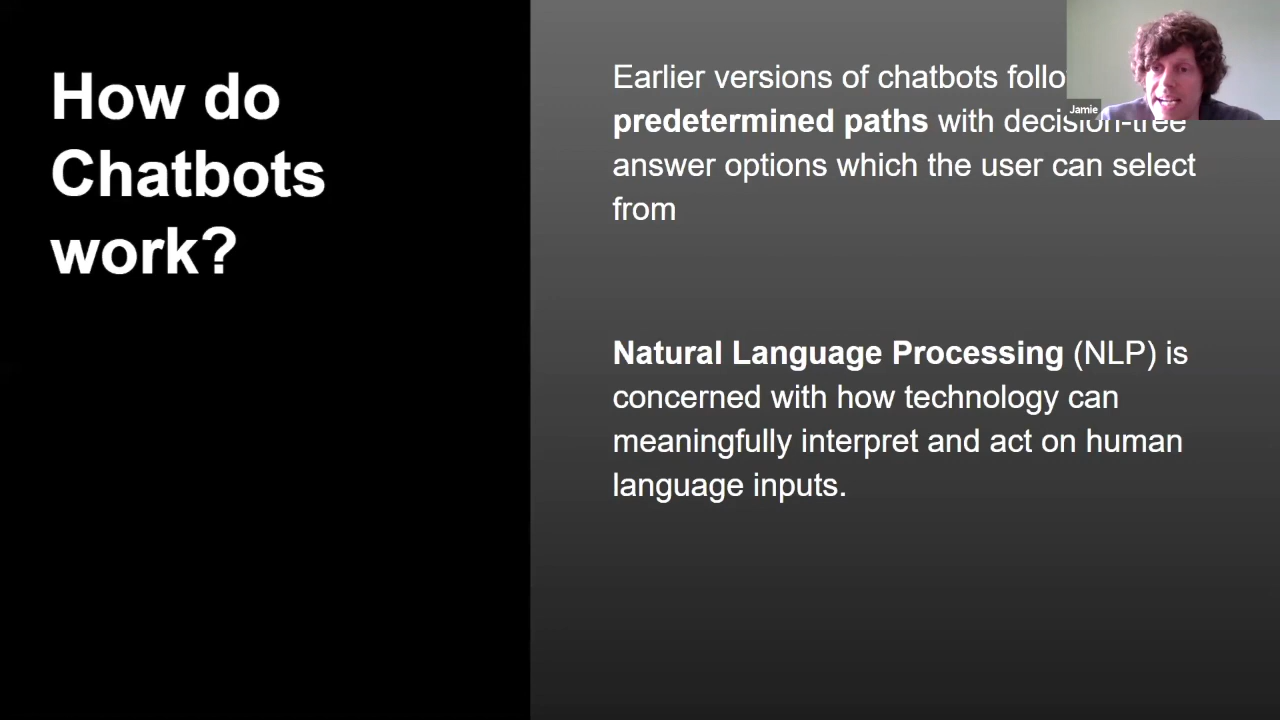 How do
Chatbots
work?
Earlier versions of chatbots follo
predetermined paths with decision-tree
answer options which the user can select
from
Natural Language Processing (NLP) is
concerned with how technology can
meaningfully interpret and act on human
language inputs.
Jamie